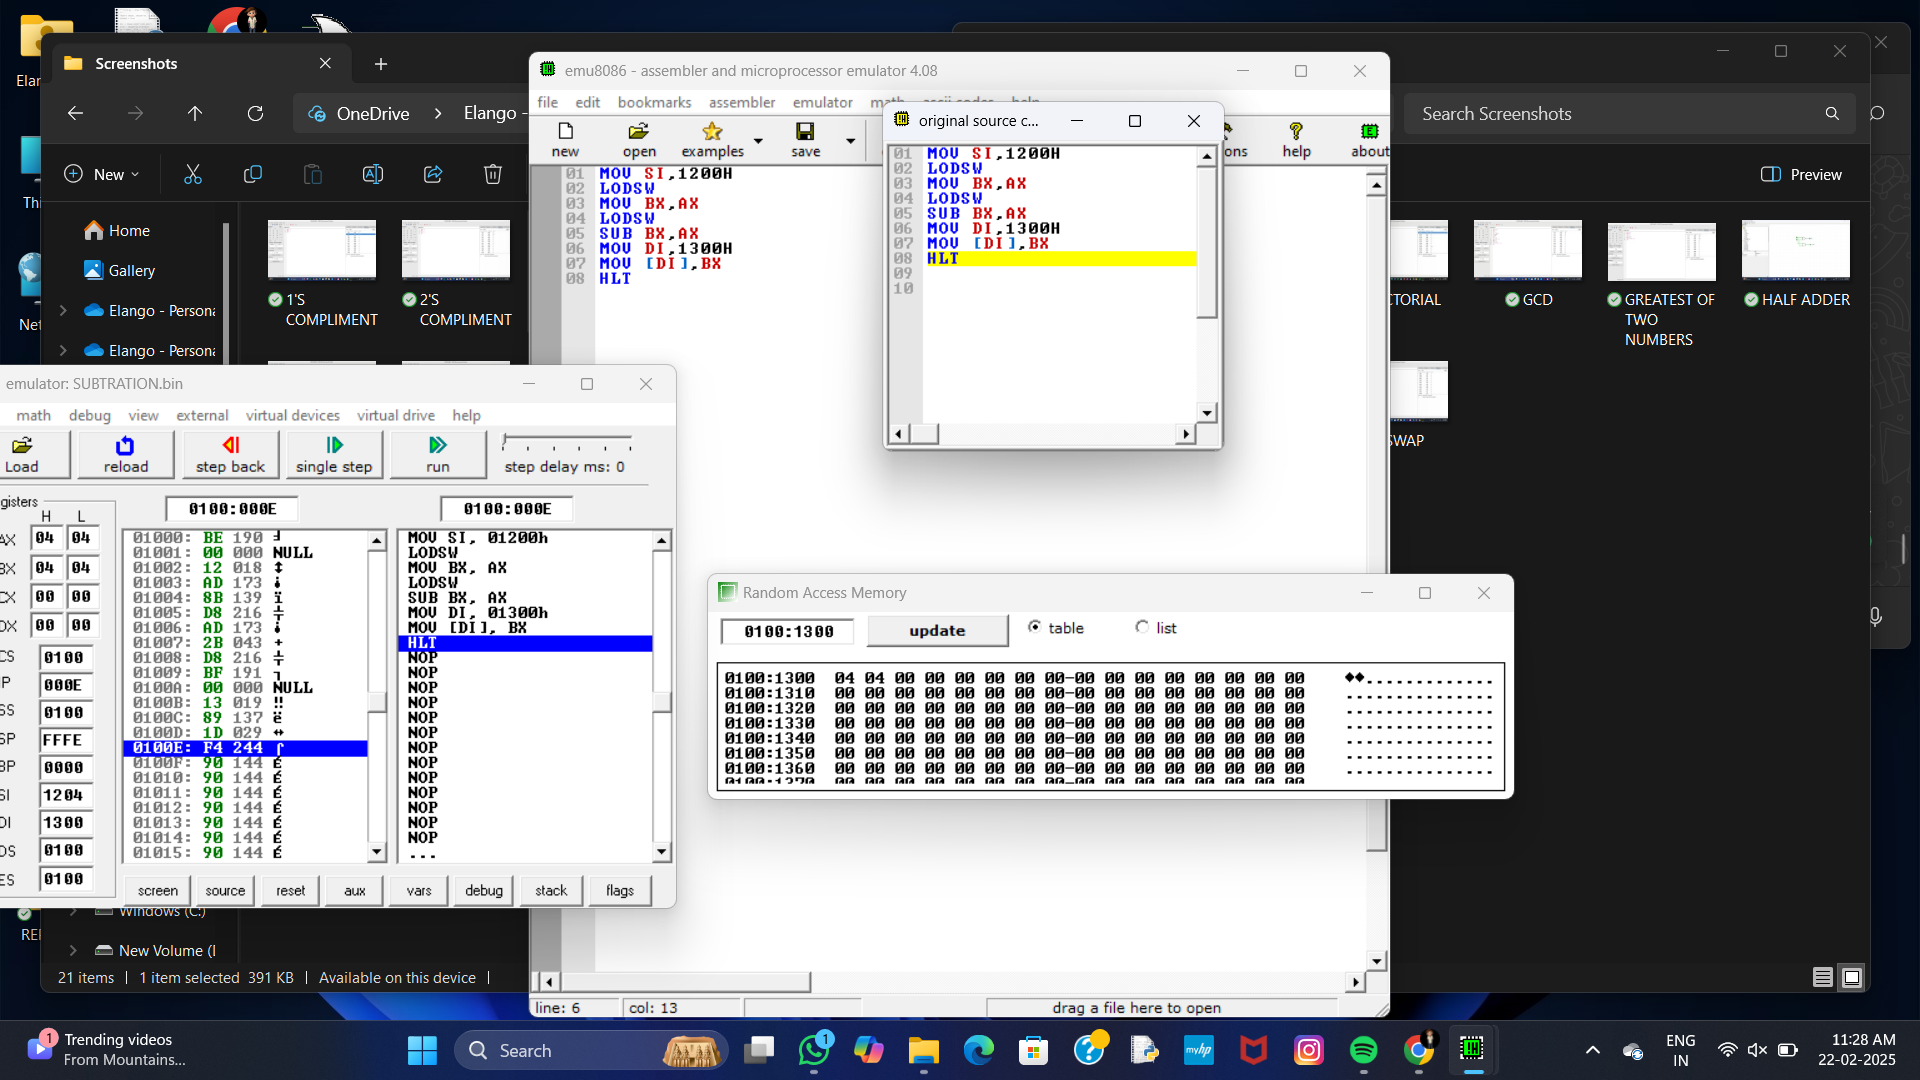 Screenshots
OneDrive
Elango -
Search Screenshots
New
Preview
Home
Gallery
Elango - Persona
Elango - Persona
1'S COMPLIMENT
2'S COMPLIMENT
GCD
GREATEST OF TWO NUMBERS
HALF ADDER
SWAP
Windows (C:)
New Volume (
21 items
1 item selected 391 KB
Available on this device
emu8086 - assembler and microprocessor emulator 4.08
file edit bookmarks assembler emulator math ascii codes help
new open examples save help about
01 MOV SI,1200H
02 LODSW
03 MOV BX,AX
04 LODSW
05 SUB BX,AX
06 MOV DI,1300H
07 MOV [DI],BX
08 HLT
line: 6
col: 13
drag a file here to open
original source c...
01 MOV SI,1200H
02 LODSW
03 MOV BX,AX
04 LODSW
05 SUB BX,AX
06 MOV DI,1300H
07 MOV [DI],BX
08 HLT
09
10
emulator: SUBTRATION.bin
math debug view external virtual devices virtual drive help
Load reload step back single step run step delay ms: 0
gisters
0100:000E 0100:000E
H L
AX 04 04
BX 04 04
CX 00 00
DX 00 00
CS 0100
IP 000E
SS 0100
SP FFFE
BP 0000
SI 1204
DI 1300
DS 0100
ES 0100
01000: BE 190 ╛
01001: 00 000 NULL
01002: 12 018 ↕
01003: AD 173 ¡
01004: 8B 139 ï
01005: D8 216 ╪
01006: AD 173 ¡
01007: 2B 043 +
01008: D8 216 ╪
01009: BF 191 ┐
0100A: 00 000 NULL
0100B: 13 019 ‼
0100C: 89 137 ë
0100D: 1D 029 ↔
0100E: F4 244 ⌠
0100F: 90 144 É
01010: 90 144 É
01011: 90 144 É
01012: 90 144 É
01013: 90 144 É
01014: 90 144 É
01015: 90 144 É
MOV SI, 01200h
LODSW
MOV BX, AX
LODSW
SUB BX, AX
MOV DI, 01300h
MOV [DI], BX
HLT
NOP
NOP
NOP
NOP
NOP
NOP
NOP
NOP
NOP
NOP
NOP
NOP
NOP
...
screen source reset aux vars debug stack flags
Random Access Memory
0100:1300 update table list
0100:1300 04 04 00 00 00 00 00 00-00 00 00 00 00 00 00 00 ♦♦..............
0100:1310 00 00 00 00 00 00 00 00-00 00 00 00 00 00 00 00 ................
0100:1320 00 00 00 00 00 00 00 00-00 00 00 00 00 00 00 00 ................
0100:1330 00 00 00 00 00 00 00 00-00 00 00 00 00 00 00 00 ................
0100:1340 00 00 00 00 00 00 00 00-00 00 00 00 00 00 00 00 ................
0100:1350 00 00 00 00 00 00 00 00-00 00 00 00 00 00 00 00 ................
0100:1360 00 00 00 00 00 00 00 00-00 00 00 00 00 00 00 00 ................
Trending videos
From Mountains...
Search
myhp
ENG
IN
11:28 AM
22-02-2025